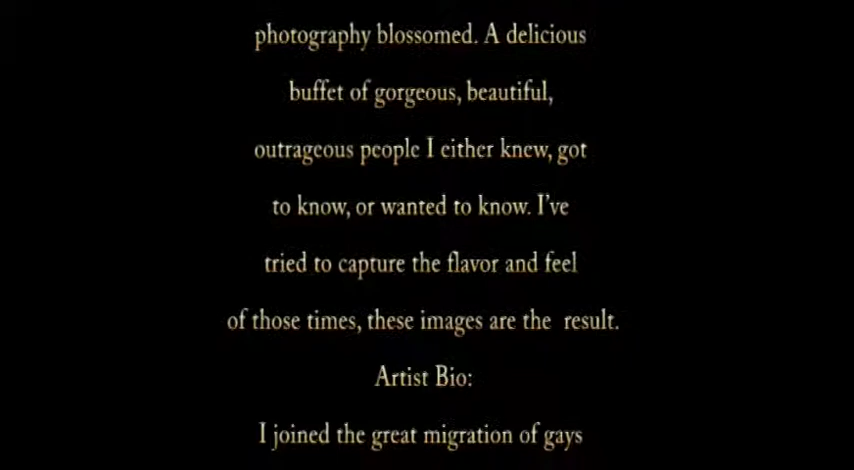 photography blossomed. A delicious
buffet of gorgeous, beautiful,
outrageous people I either knew, got
to know, or wanted to know. I've
tried to capture the flavor and feel
of those times, these images are the result.
Artist Bio:
I joined the great migration of gays